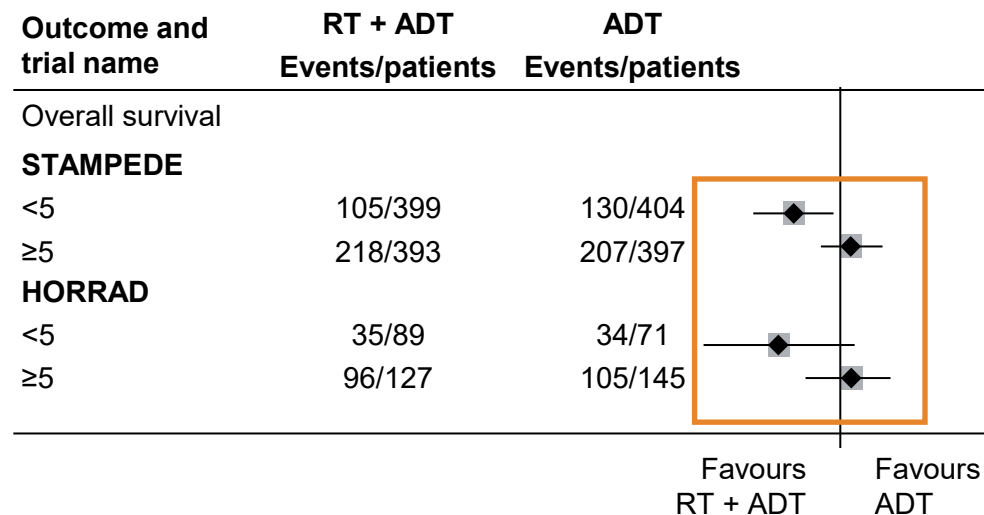 Outcome and RT + ADT ADT
trial name Events/patients Events/patients
Overall survival
STAMPEDE
<5 105/399 130/404
≥5 218/393 207/397
HORRAD
<5 35/89 34/71
≥5 96/127 105/145
Favours Favours
RT + ADT ADT